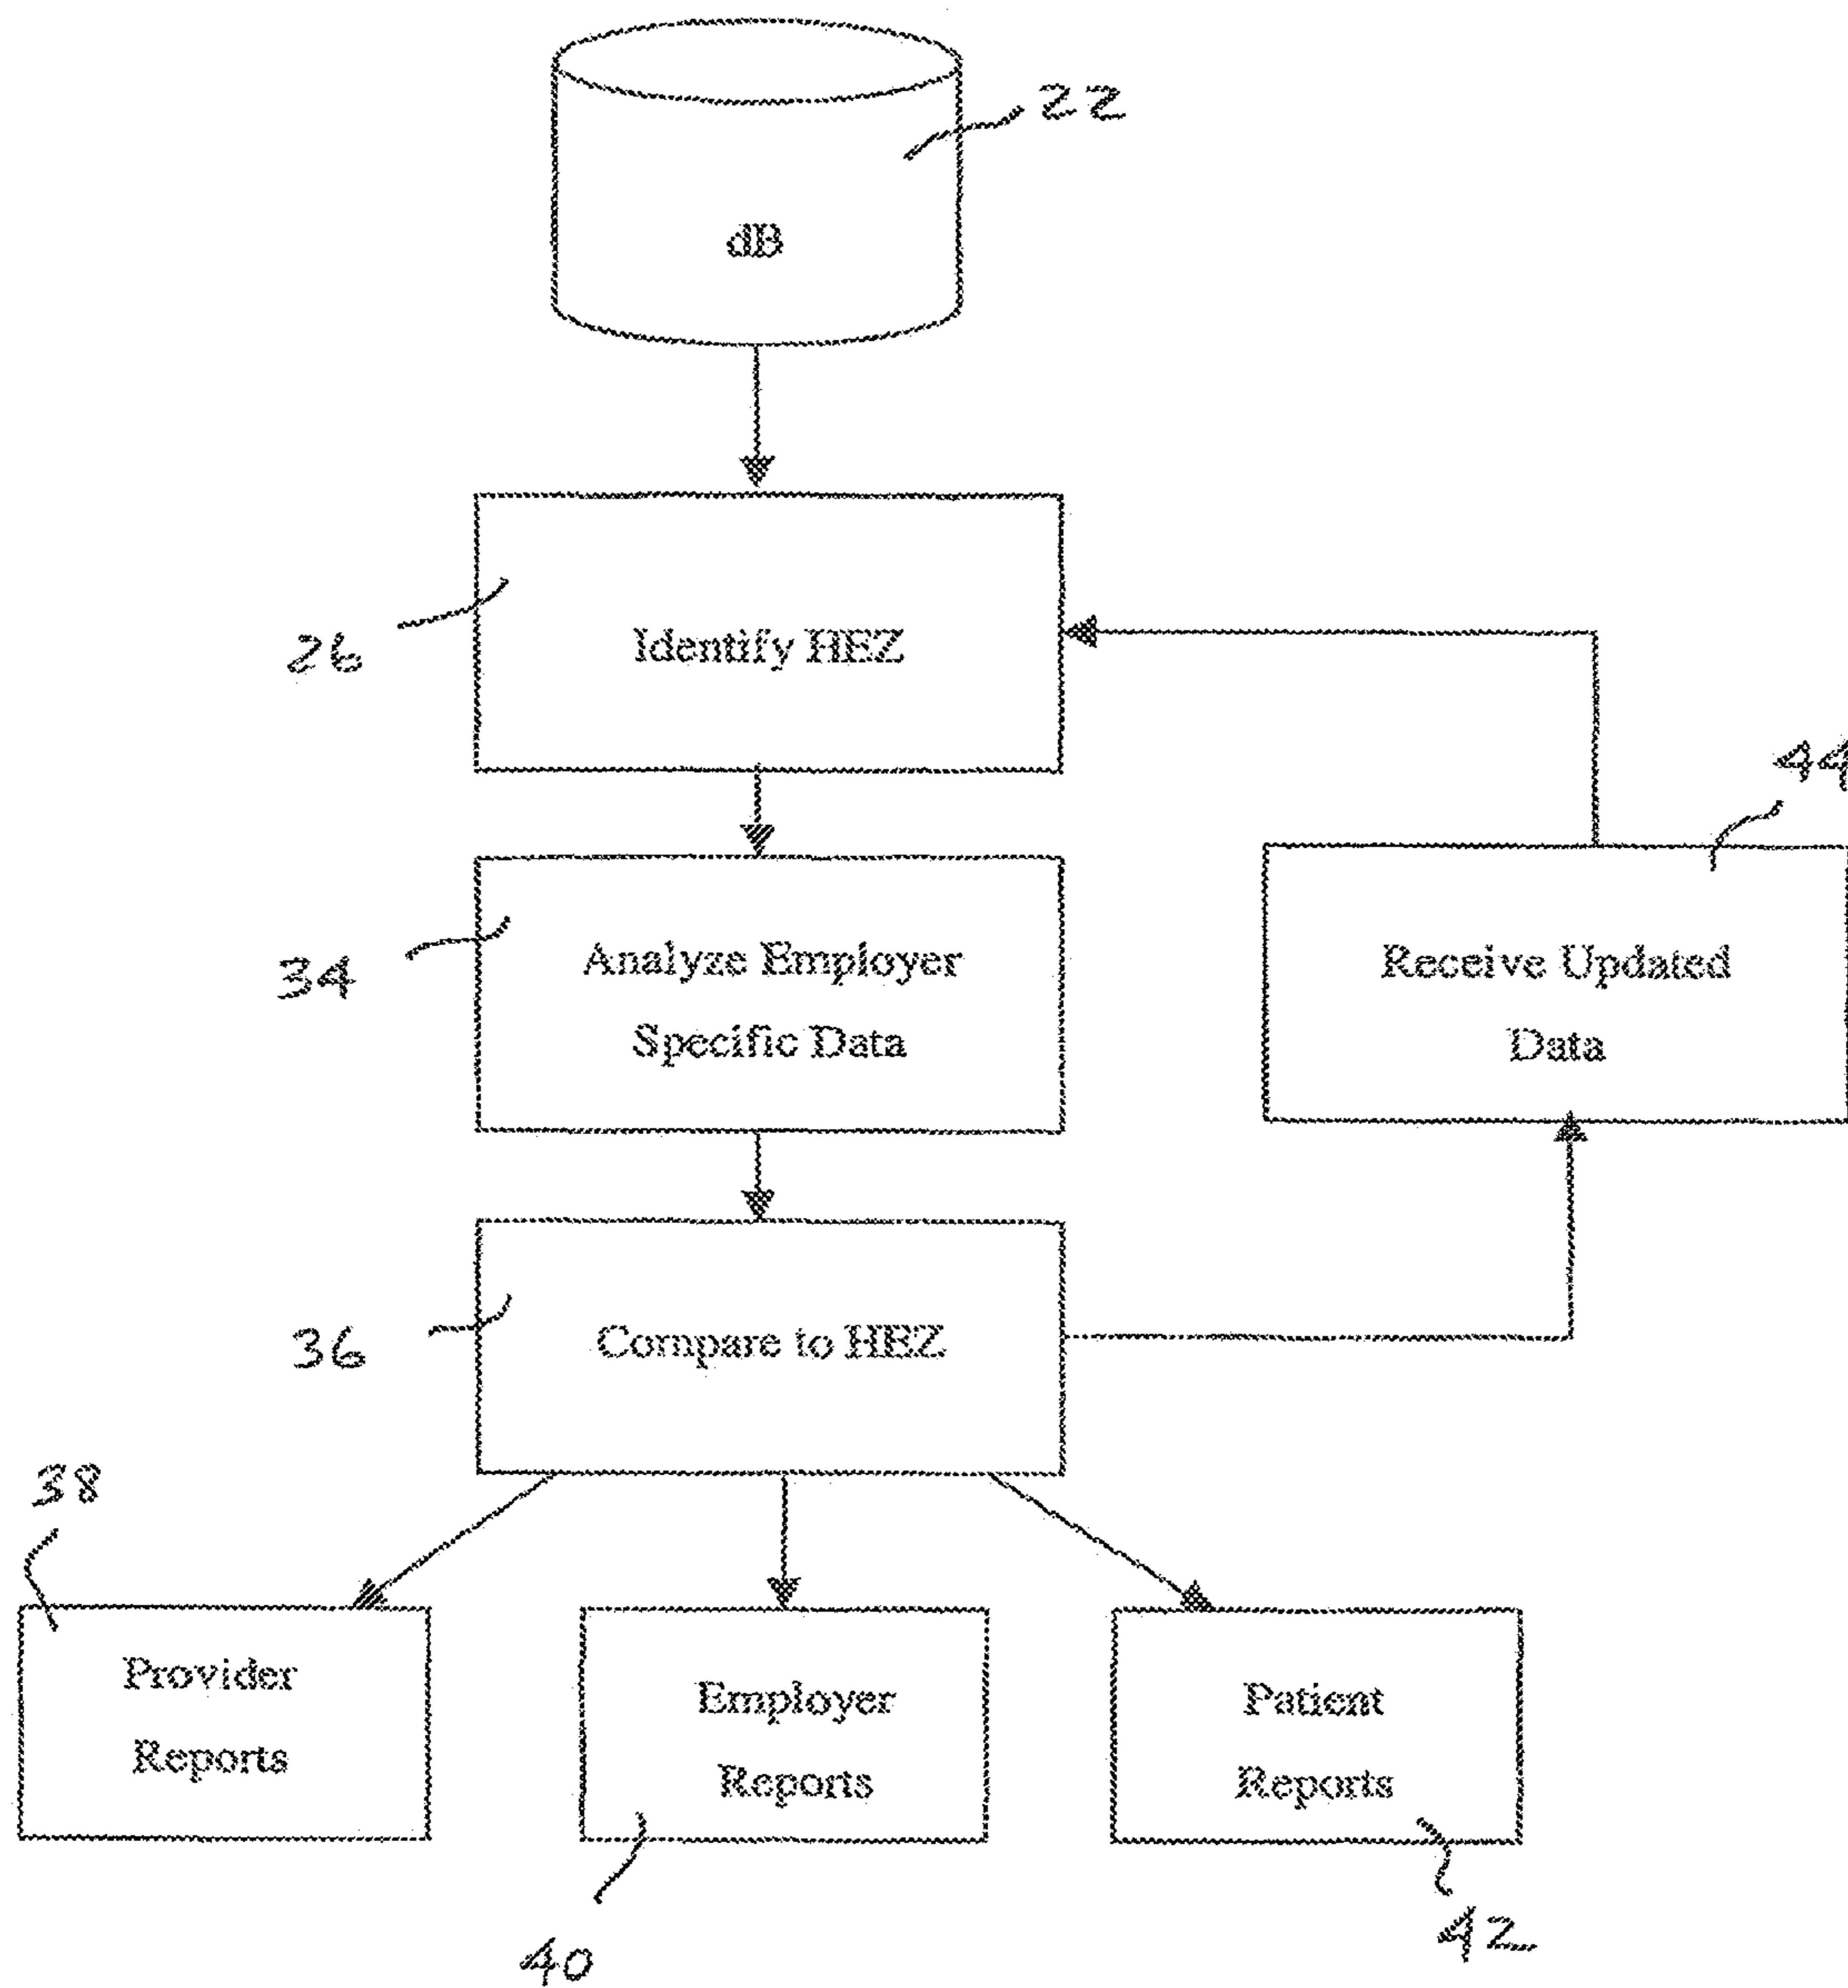 22
dB
26
Identify HEZ
44
34
Analyze Employer
Specific Data
Receive Updated
Data
36
Compare to HEZ
38
Provider
Reports
Employer
Reports
Patient
Reports
40
42